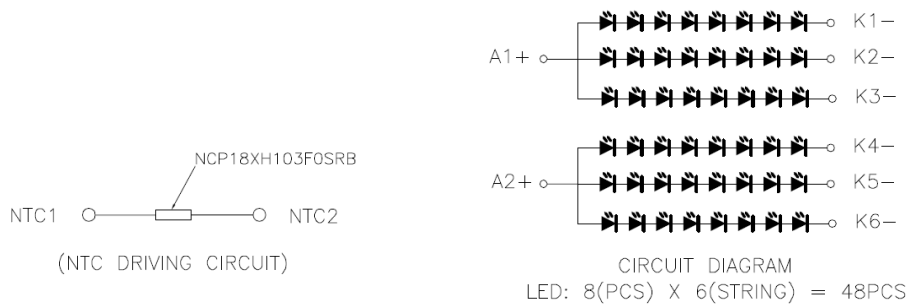 NCP18XH103F0SRB
NTC1
NTC2
(NTC DRIVING CIRCUIT)
A1+
K1-
K2-
K3-
A2+
K4-
K5-
K6-
CIRCUIT DIAGRAM
LED: 8(PCS) X 6(STRING) = 48PCS